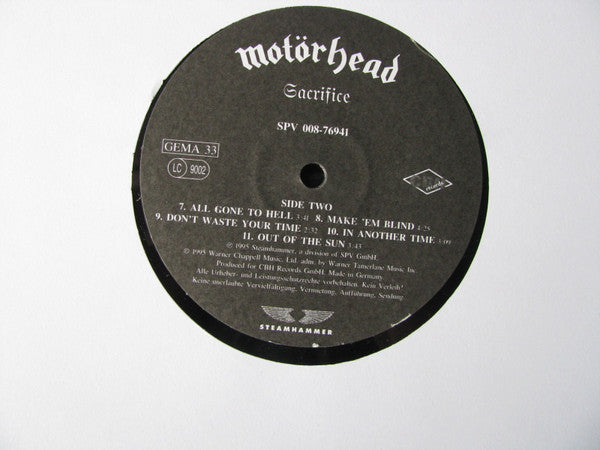 motörhead
Sacrifice
SPV 008-76941
GEMA 33
LC 9002
records
SIDE TWO
7. ALL GONE TO HELL 3:41 8. MAKE 'EM BLIND 4:25
9. DON'T WASTE YOUR TIME 2:32 10. IN ANOTHER TIME 3:09
11. OUT OF THE SUN 3:43
℗ 1995 Steamhammer, a division of SPV GmbH.
© 1995 Warner Chappell Music, Ltd. adm. by Warner Tamerlane Music Inc.
Produced for CBH Records GmbH. Made in Germany
Alle Urheber- und Leistungsschutzrechte vorbehalten. Kein Verleih!
Keine unerlaubte Vervielfältigung, Vermietung, Aufführung, Sendung
STEAMHAMMER